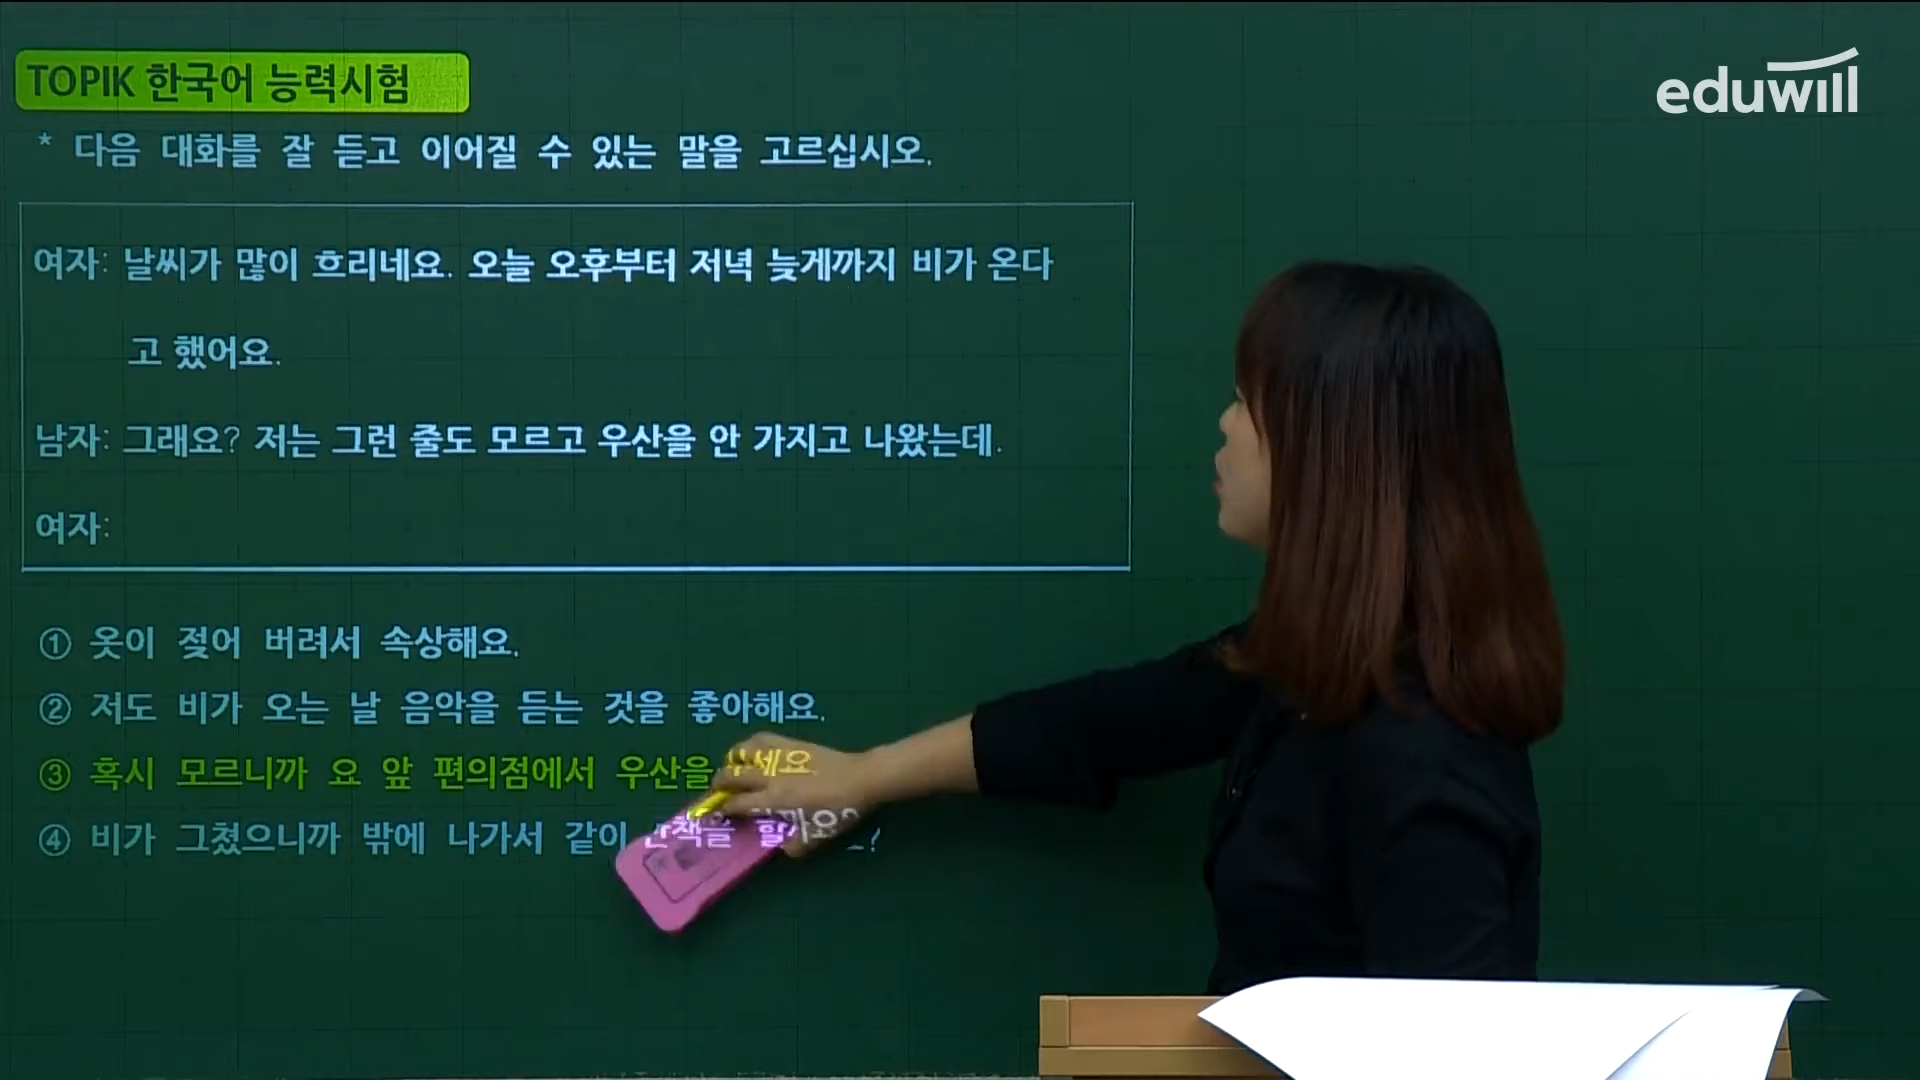 TOPIK 한국어 능력시험
eduwill
* 다음 대화를 잘 듣고 이어질 수 있는 말을 고르십시오.
여자: 날씨가 많이 흐리네요. 오늘 오후부터 저녁 늦게까지 비가 온다
고 했어요.
남자: 그래요? 저는 그런 줄도 모르고 우산을 안 가지고 나왔는데.
여자:
① 옷이 젖어 버려서 속상해요.
② 저도 비가 오는 날 음악을 듣는 것을 좋아해요.
③ 혹시 모르니까 요 앞 편의점에서 우산을
④ 비가 그쳤으니까 밖에 나가서 같이 산책을 할까요?